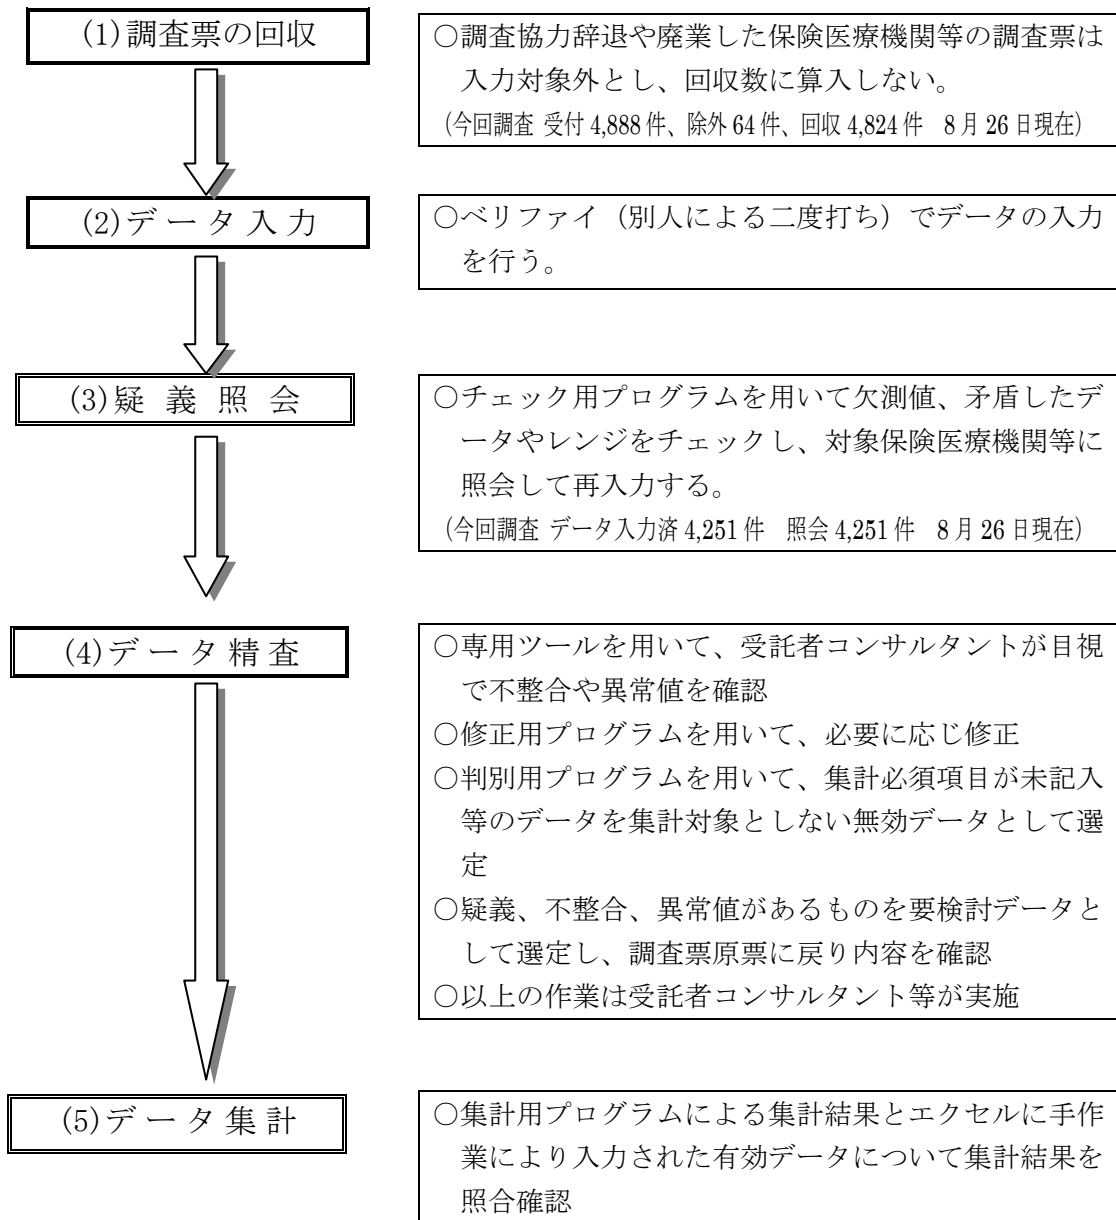 (1)調査票の回収
○調査協力辞退や廃業した保険医療機関等の調査票は
入力対象外とし、回収数に算入しない。
(今回調査 受付 4,888 件、除外 64 件、回収 4,824 件　8 月 26 日現在)
(2)デ ー タ 入 力
○ベリファイ（別人による二度打ち）でデータの入力
を行う。
(3)疑 義 照 会
○チェック用プログラムを用いて欠測値、矛盾したデ
ータやレンジをチェックし、対象保険医療機関等に
照会して再入力する。
(今回調査 データ入力済 4,251 件　照会 4,251 件　8 月 26 日現在)
(4)デ ー タ 精 査
○専用ツールを用いて、受託者コンサルタントが目視
で不整合や異常値を確認
○修正用プログラムを用いて、必要に応じ修正
○判別用プログラムを用いて、集計必須項目が未記入
等のデータを集計対象としない無効データとして選
定
○疑義、不整合、異常値があるものを要検討データと
して選定し、調査票原票に戻り内容を確認
○以上の作業は受託者コンサルタント等が実施
(5)デ ー タ 集 計
○集計用プログラムによる集計結果とエクセルに手作
業により入力された有効データについて集計結果を
照合確認